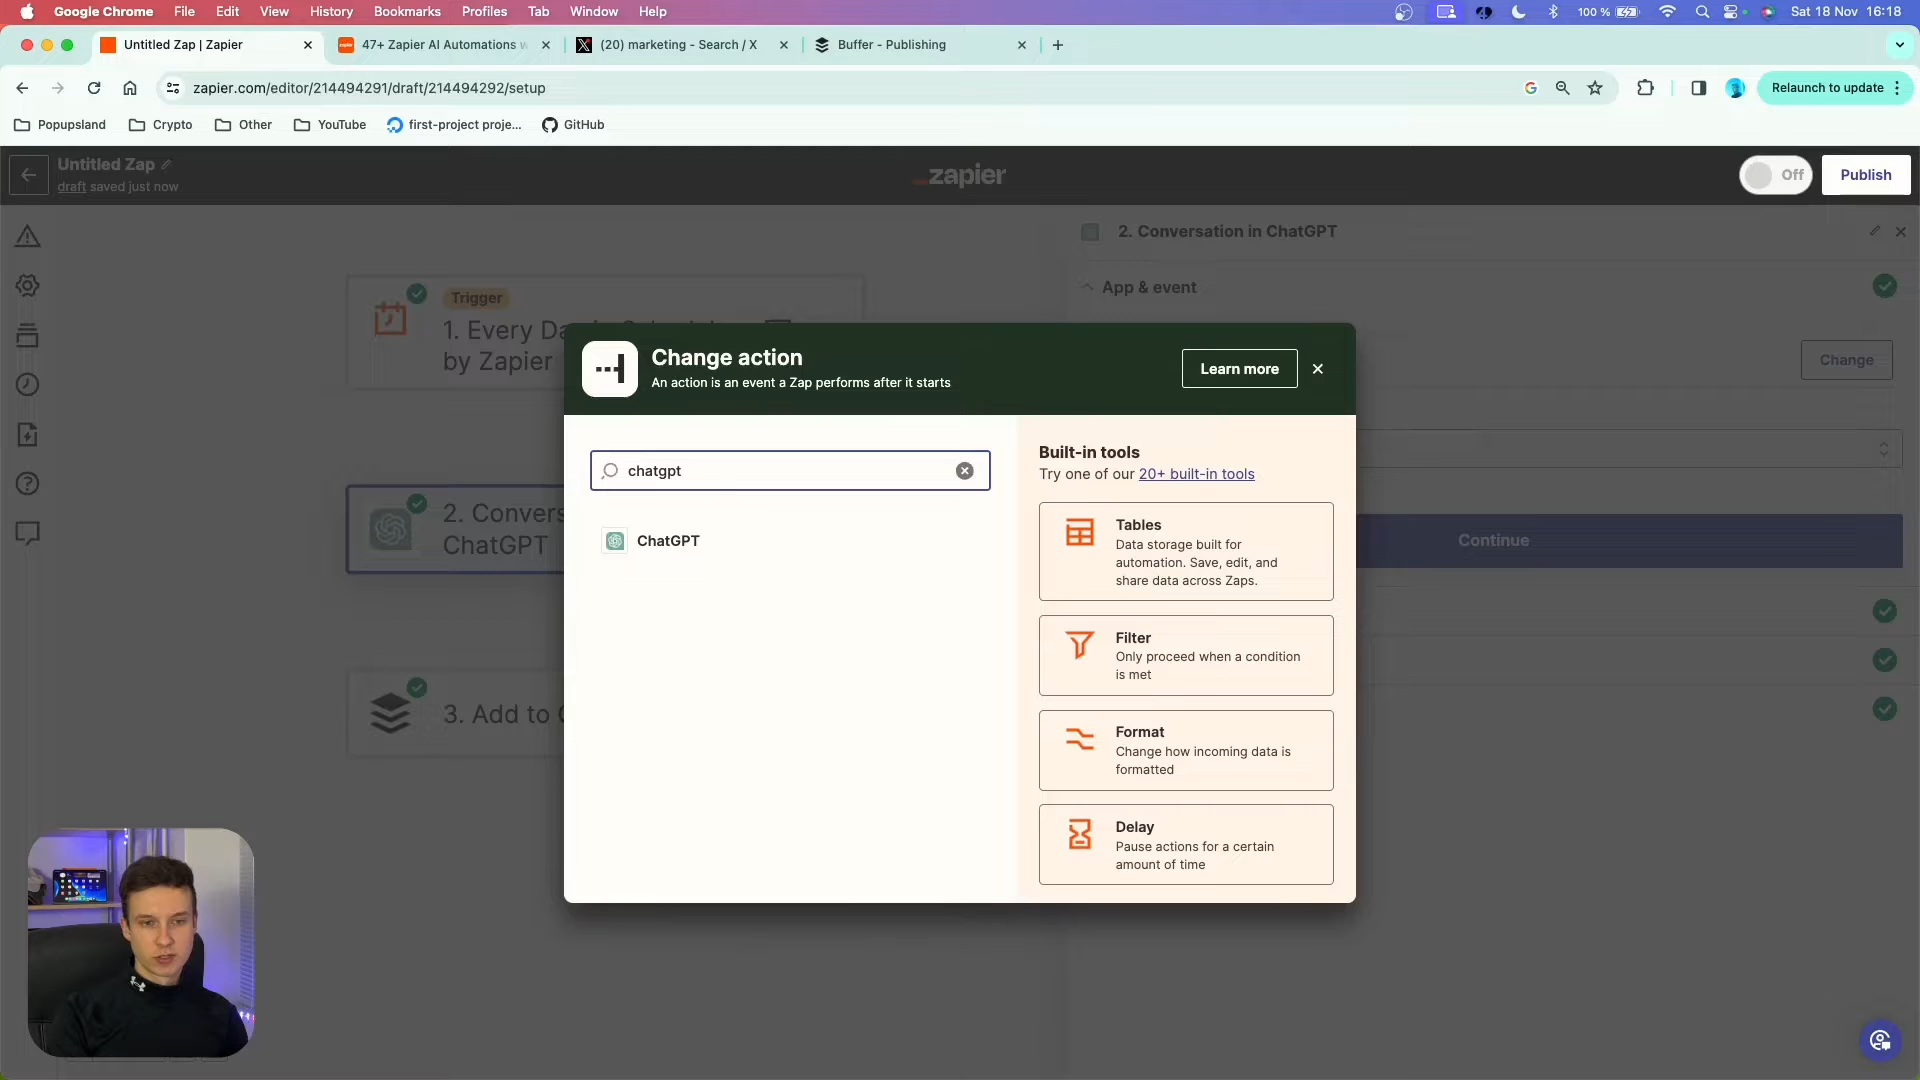 Google Chrome File Edit View History Bookmarks Profiles Tab Window Help 100 % Sat 18 Nov 16:18
Untitled Zap | Zapier 47+ Zapier AI Automations w (20) marketing - Search / X Buffer - Publishing
zapier.com/editor/214494291/draft/214494292/setup Relaunch to update
Popupsland Crypto Other YouTube first-project proje... GitHub
Untitled Zap
draft saved just now
zapier
Off
Publish
2. Conversation in ChatGPT
App & event
Change
Continue
Trigger
1. Every Da
by Zapier
2. Convers
ChatGPT
3. Add to
Change action
An action is an event a Zap performs after it starts
Learn more
chatgpt
ChatGPT
Built-in tools
Try one of our 20+ built-in tools
Tables
Data storage built for
automation. Save, edit, and
share data across Zaps.
Filter
Only proceed when a condition
is met
Format
Change how incoming data is
formatted
Delay
Pause actions for a certain
amount of time